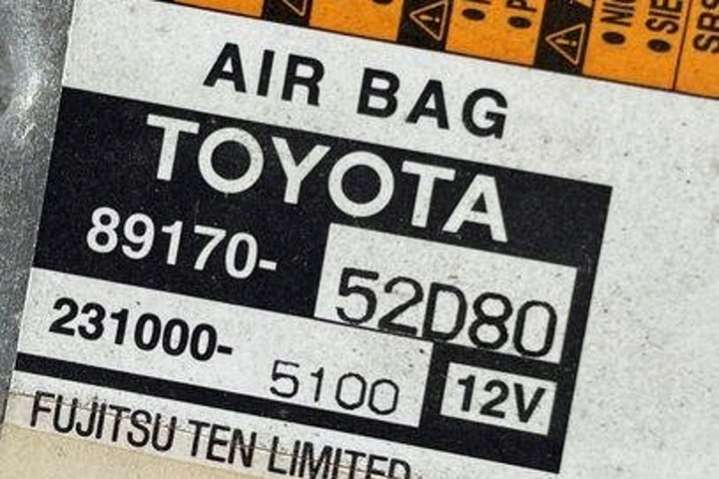 AIR BAG
TOYOTA
89170-52D80
231000-5100 12V
FUJITSU TEN LIMITED